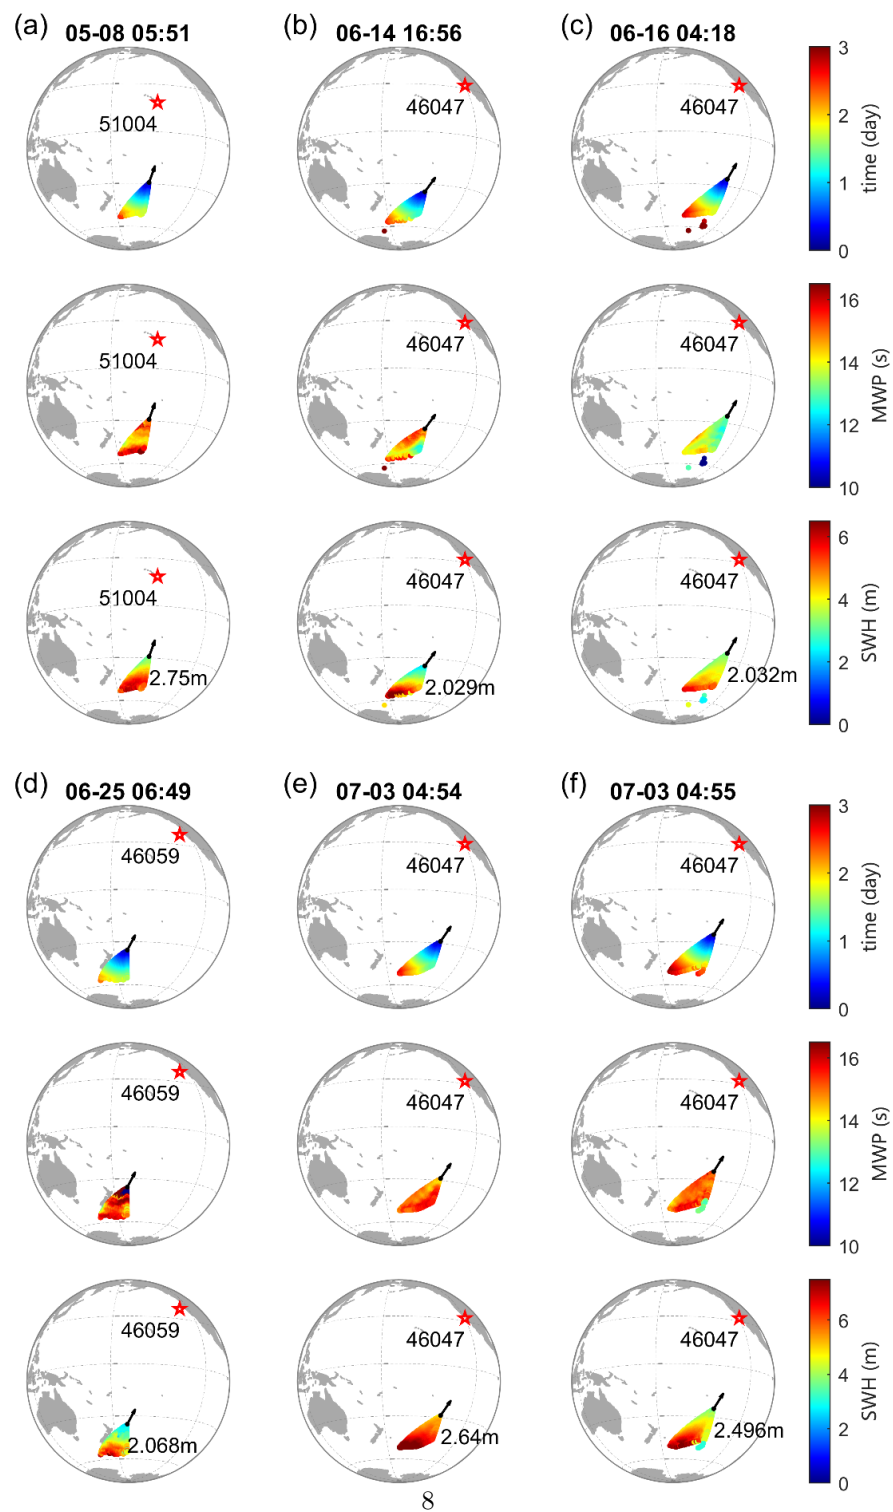 (a) 05-08 05:51 (b) 06-14 16:56 (c) 06-16 04:18
51004 46047 46047
3
2
1
0
time (day)
51004 46047 46047
16
14
12
10
MWP (s)
51004 46047 46047
2.75m 2.029m 2.032m
6
4
2
0
SWH (m)
(d) 06-25 06:49 (e) 07-03 04:54 (f) 07-03 04:55
46059 46047 46047
3
2
1
0
time (day)
46059 46047 46047
16
14
12
10
MWP (s)
46059 46047 46047
2.068m 2.64m 2.496m
6
4
2
0
SWH (m)
8